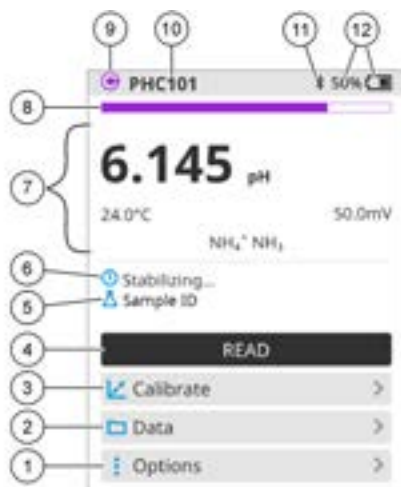 9 10 11 12
PHC101 50%
8
6.145 pH
7
24.0°C 50.0mV
NH₄⁺ NH₃
6 Stabilizing...
5 Sample ID
4 READ
3 Calibrate
2 Data
1 Options